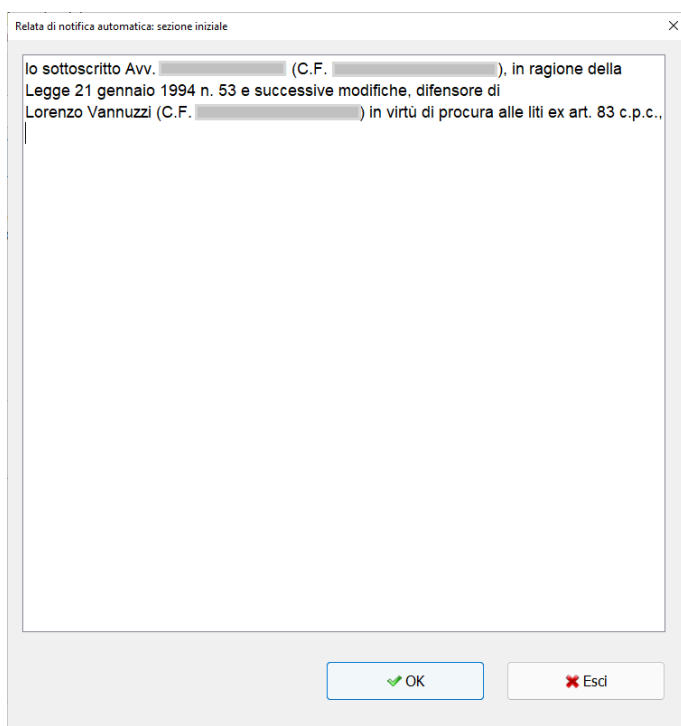 Relata di notifica automatica: sezione iniziale
Io sottoscritto Avv. (C.F. ), in ragione della
Legge 21 gennaio 1994 n. 53 e successive modifiche, difensore di
Lorenzo Vannuzzi (C.F. ) in virtù di procura alle liti ex art. 83 c.p.c.,
OK
Esci